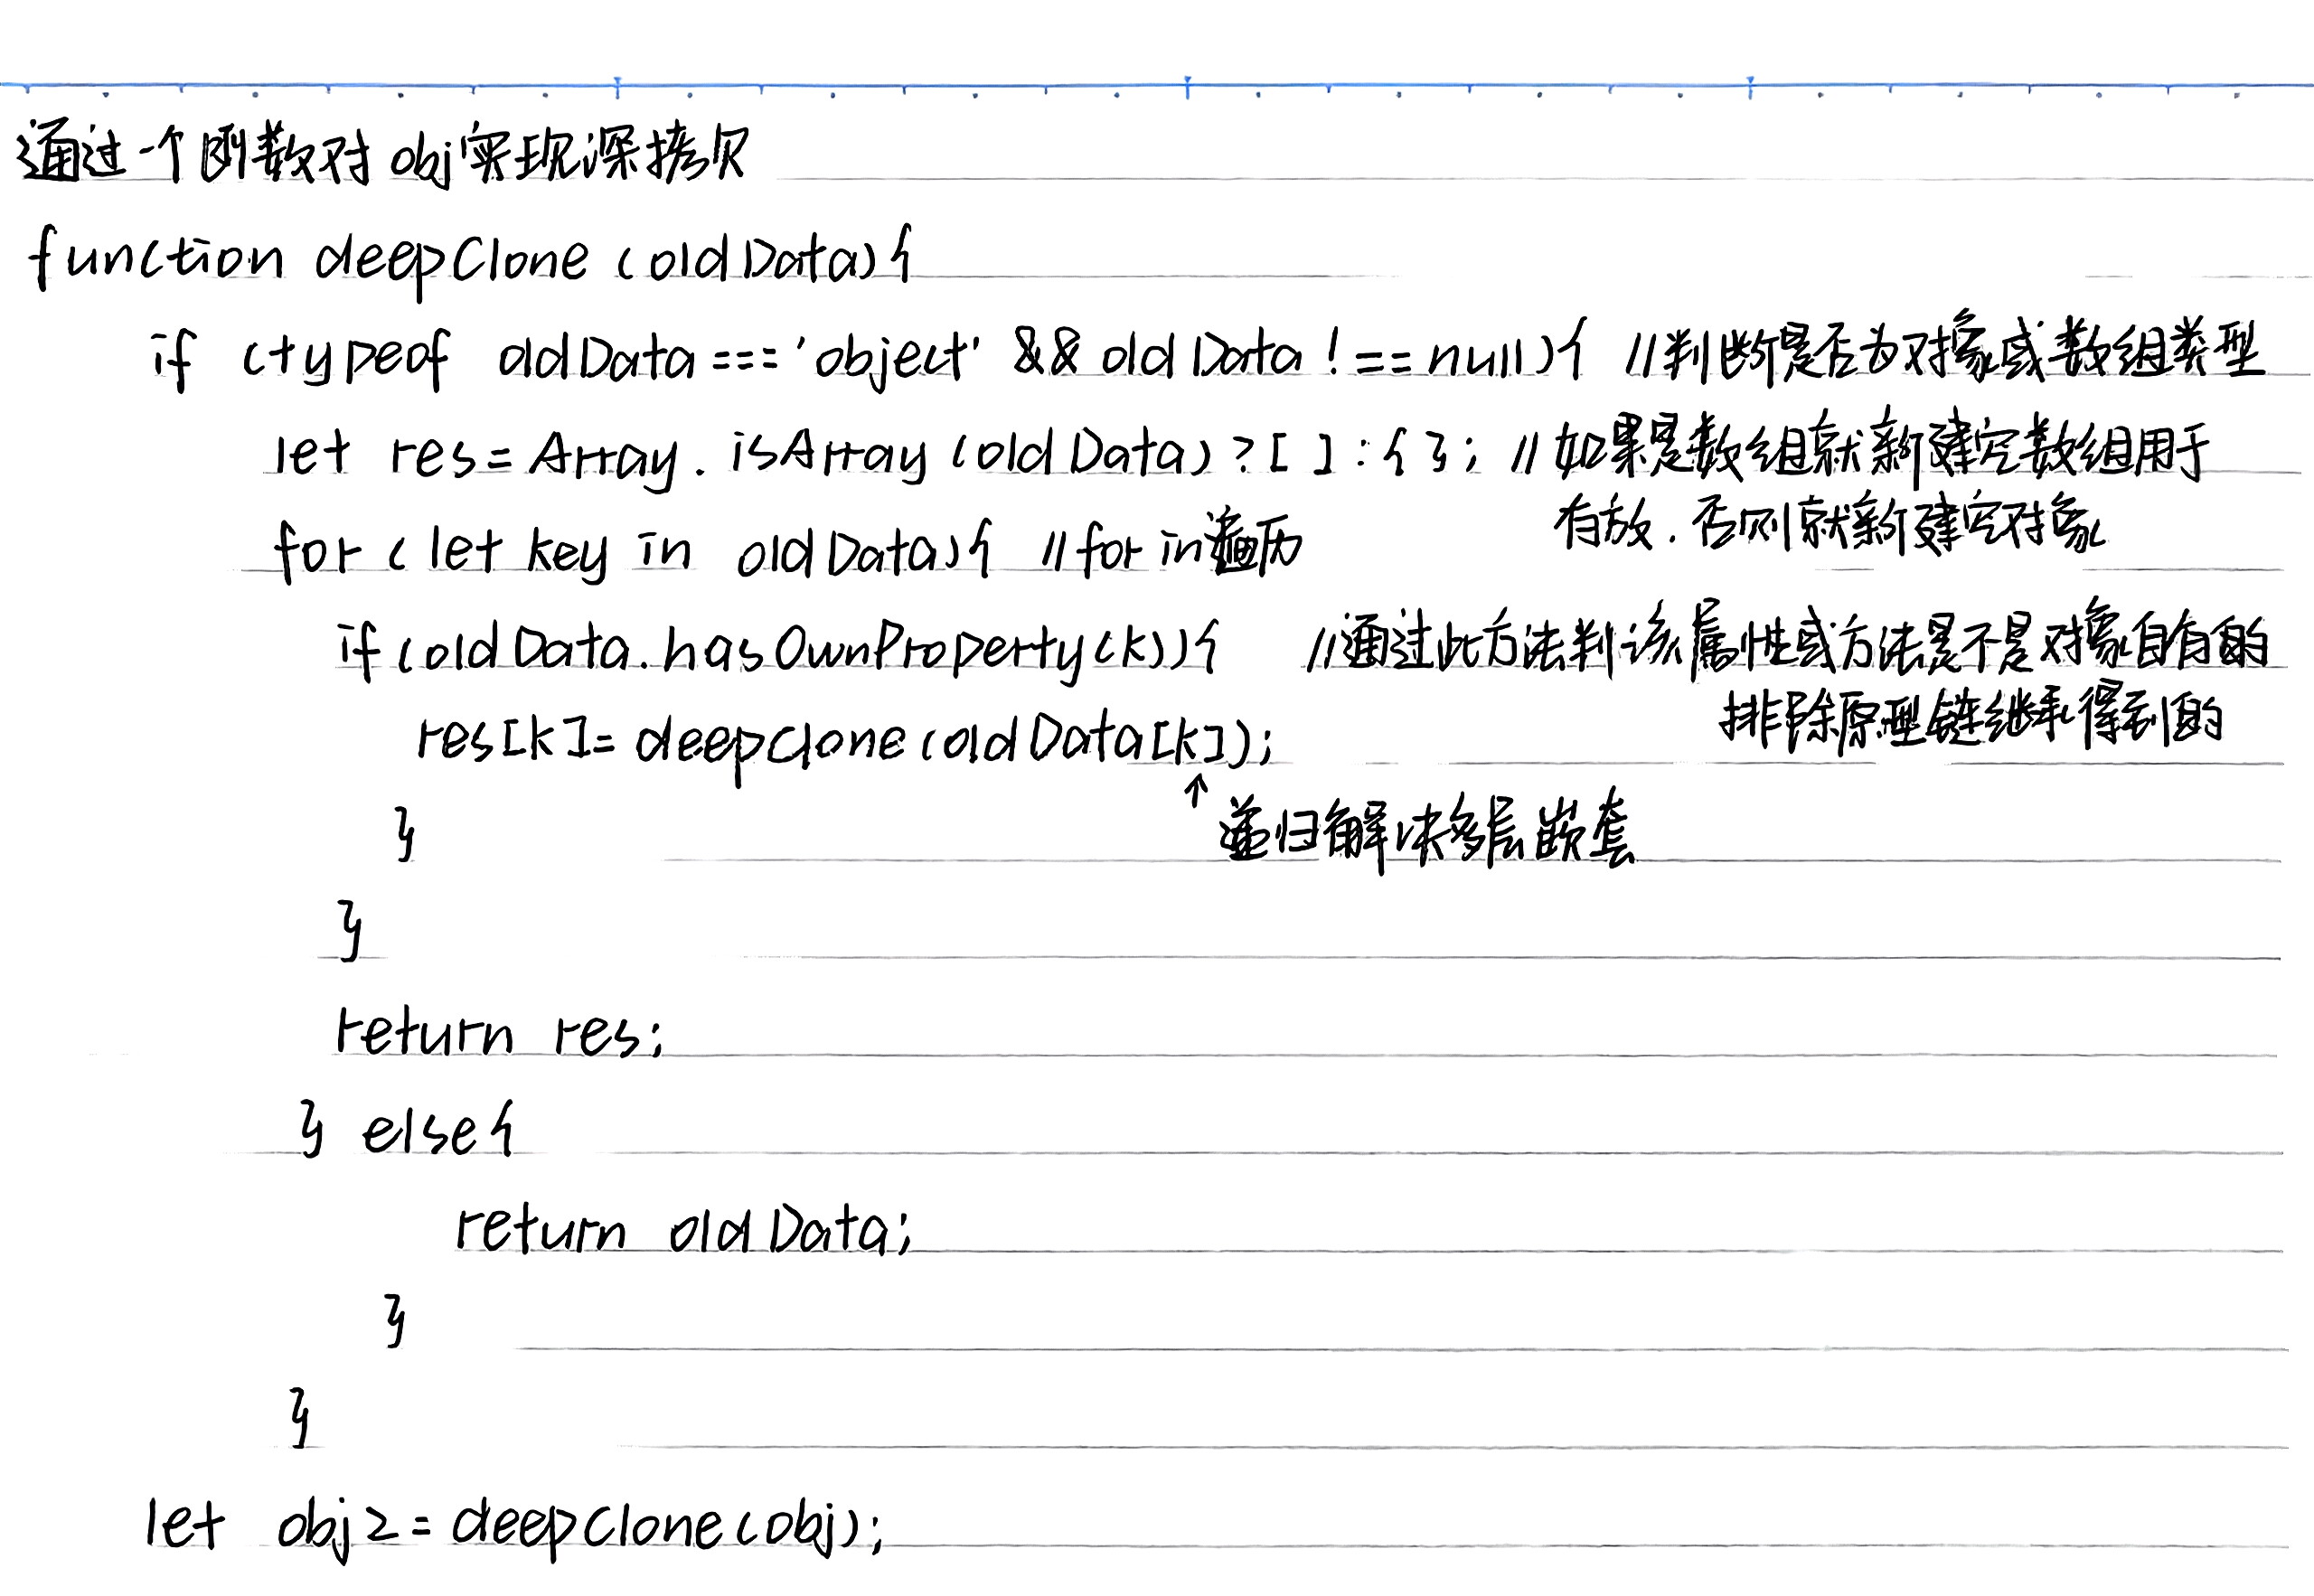 通过一个函数对obj实现深拷贝
function deepClone(oldData){
if (typeof oldData === 'object' && oldData !== null){ //判断是否为对象或数组类型
let res = Array.isArray(oldData) ? [ ] : { }; //如果是数组就新建空数组用于
存放.否则就新建空对象
for (let key in oldData){ //for in遍历
if(oldData.hasOwnProperty(k)){ //通过此方法判该属性或方法是不是对象自有的
排除原型链继承得到的
res[k] = deepclone(oldData[k]);
↑递归解决多层嵌套
}
}
return res;
} else{
return oldData;
}
}
let obj2 = deepClone(obj);